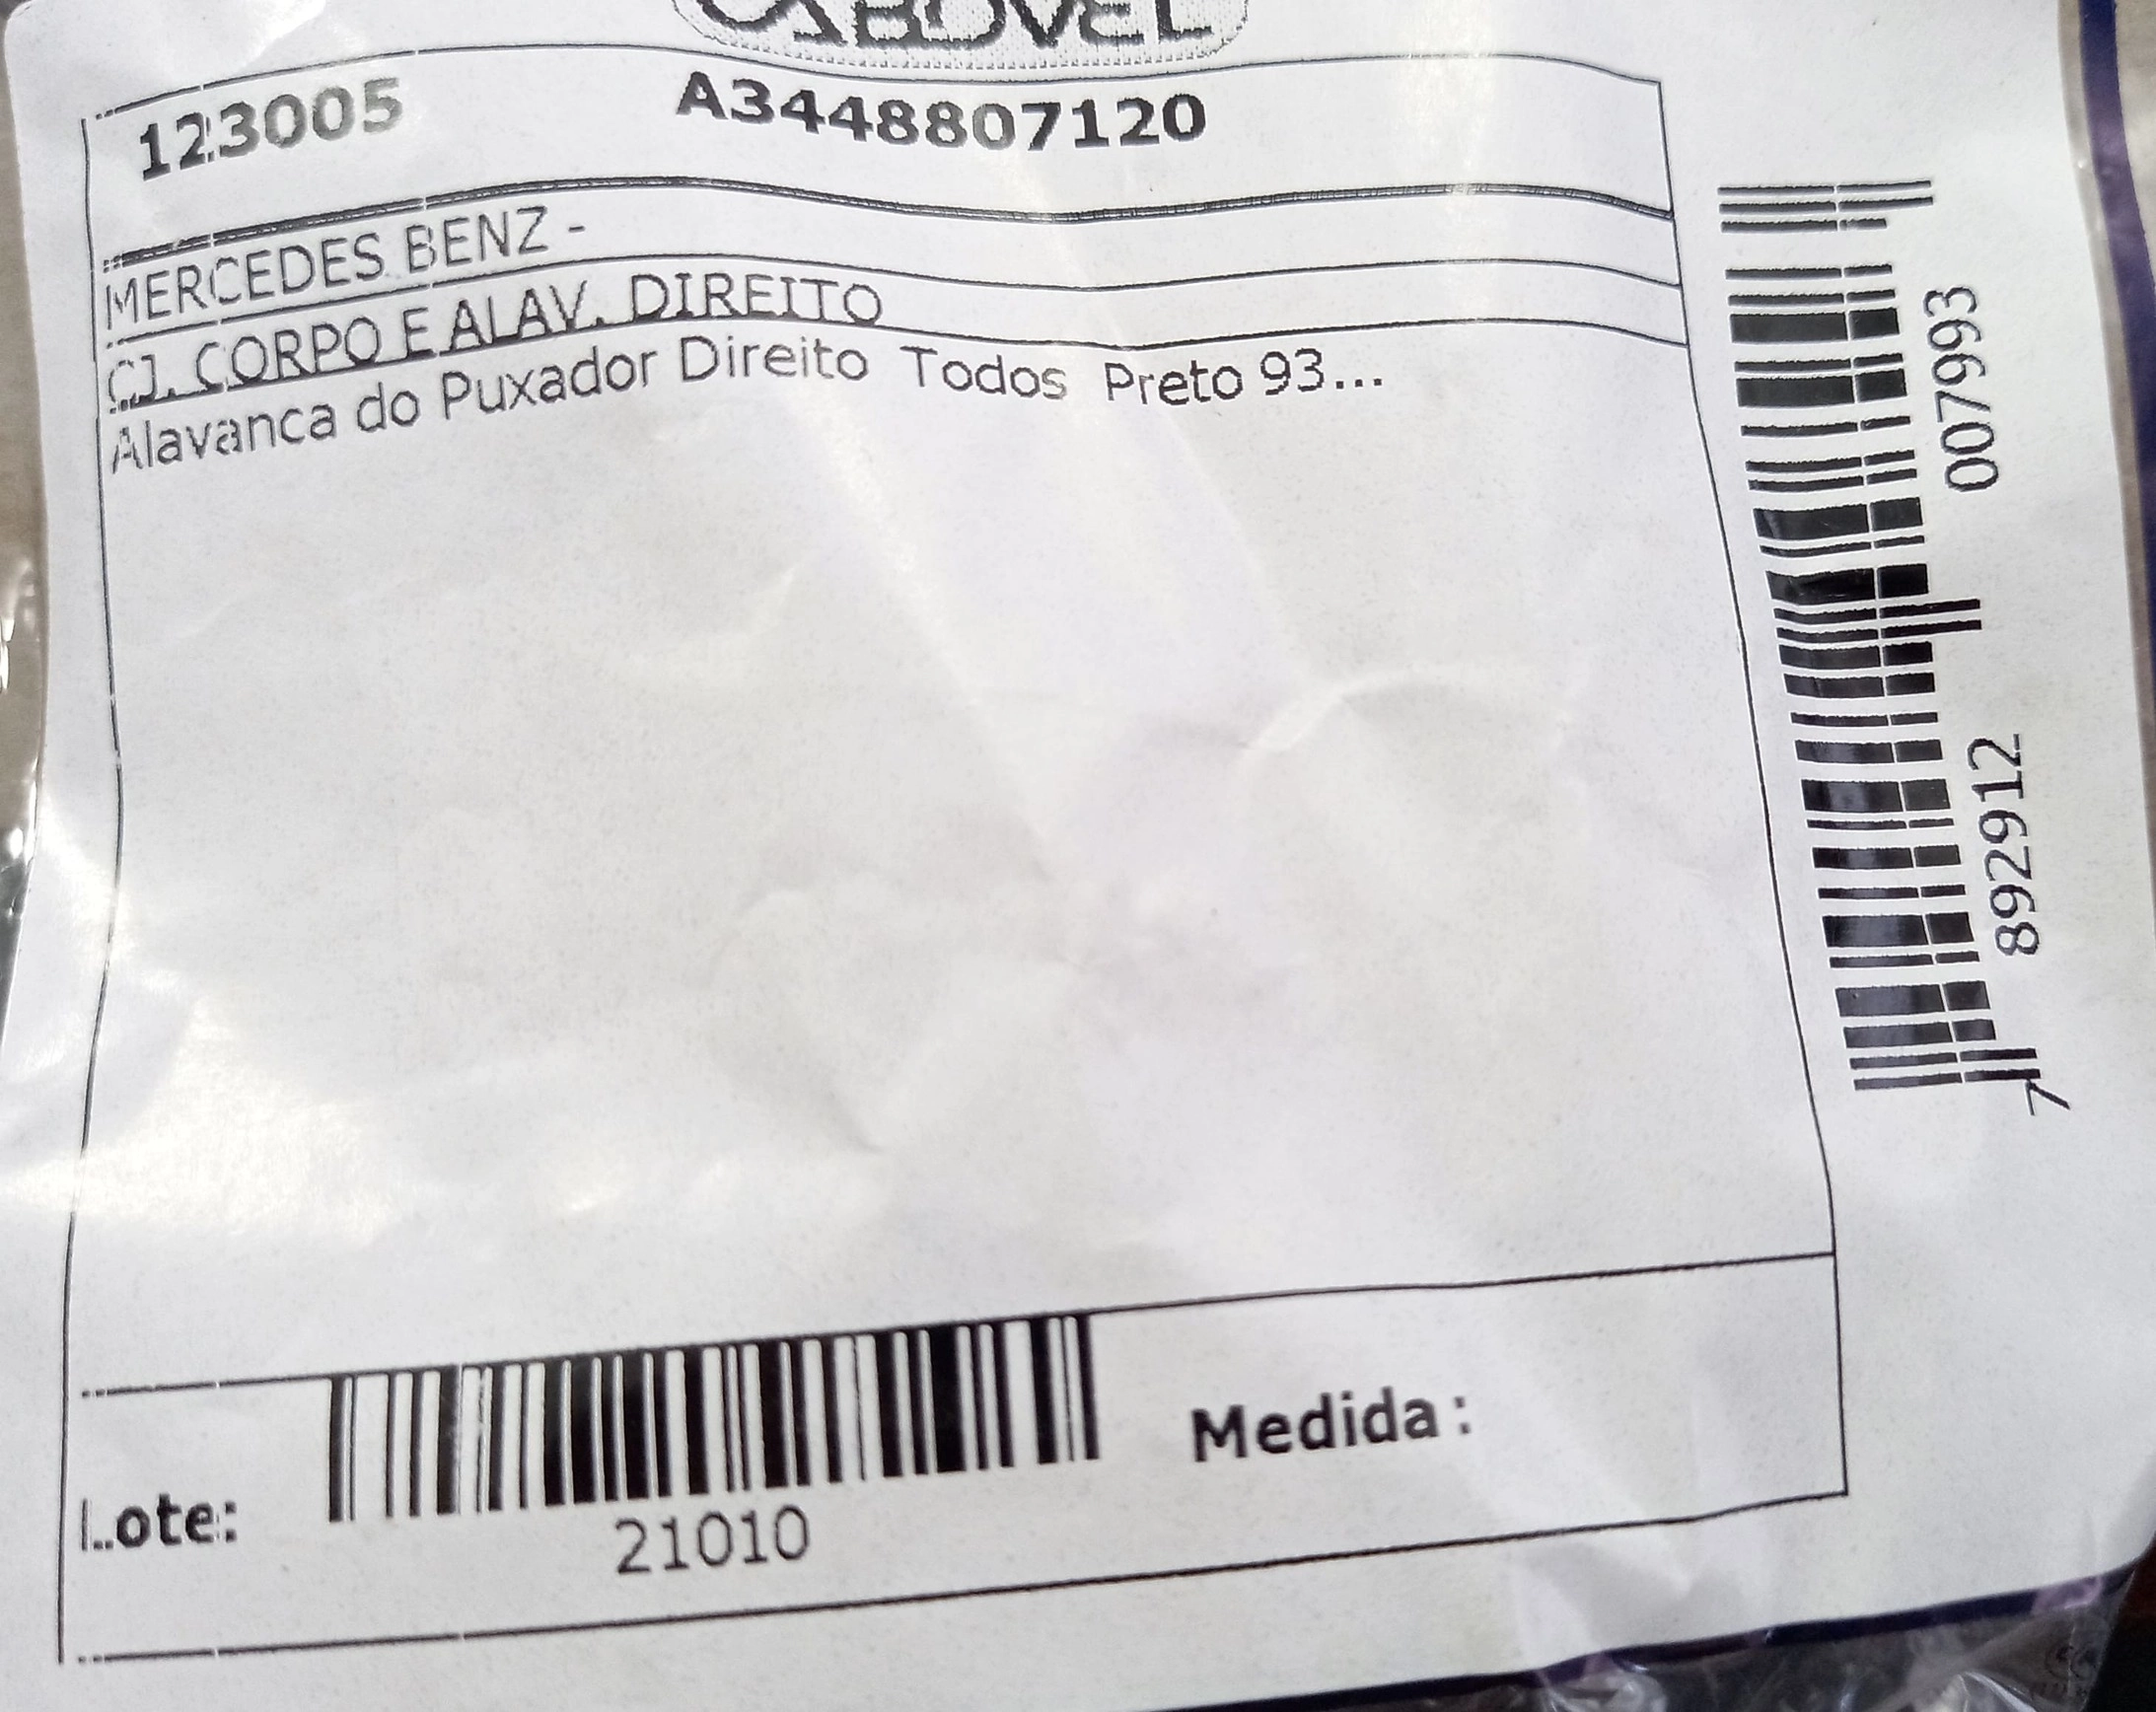 CABOVEL
123005 A3448807120
MERCEDES BENZ -
CJ. CORPO E ALAV. DIREITO
Alavanca do Puxador Direito Todos Preto 93...
7 892912 007993
Lote:
21010
Medida: